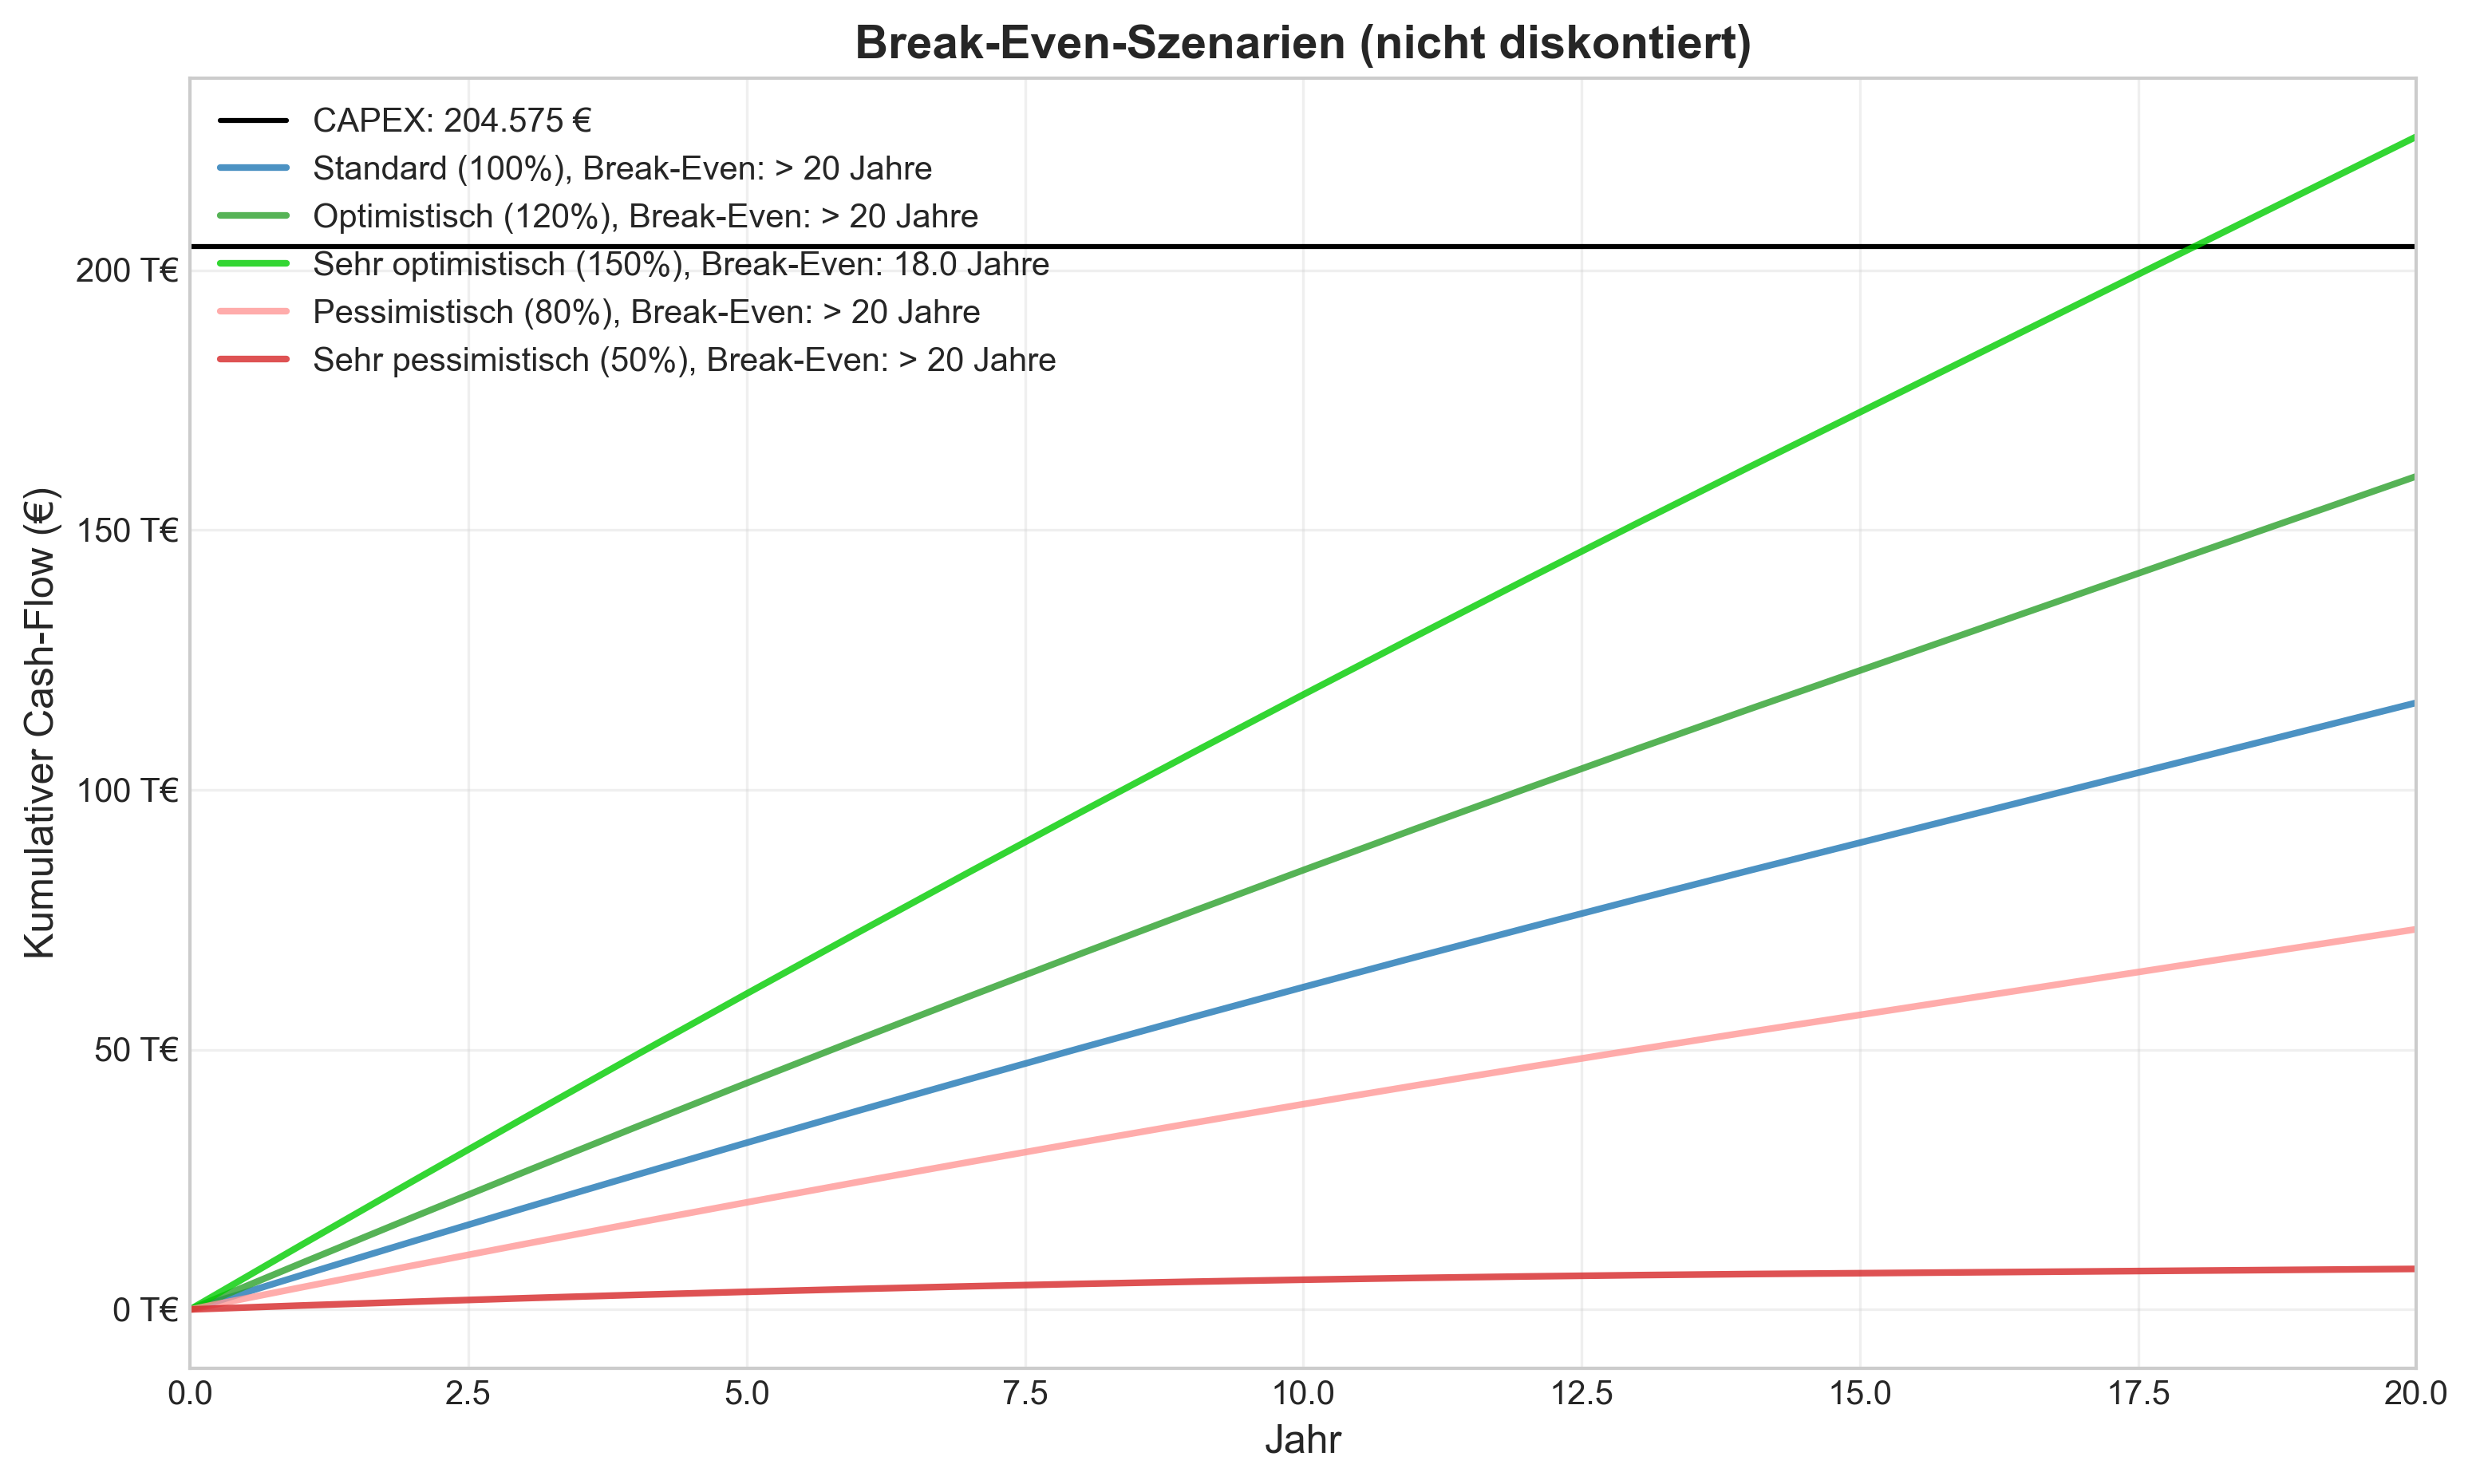 Break-Even-Szenarien (nicht diskontiert)
CAPEX: 204.575 €
Standard (100%), Break-Even: > 20 Jahre
Optimistisch (120%), Break-Even: > 20 Jahre
Sehr optimistisch (150%), Break-Even: 18.0 Jahre
Pessimistisch (80%), Break-Even: > 20 Jahre
Sehr pessimistisch (50%), Break-Even: > 20 Jahre
Kumulativer Cash-Flow (€)
200 T€
150 T€
100 T€
50 T€
0 T€
0.0 2.5 5.0 7.5 10.0 12.5 15.0 17.5 20.0
Jahr